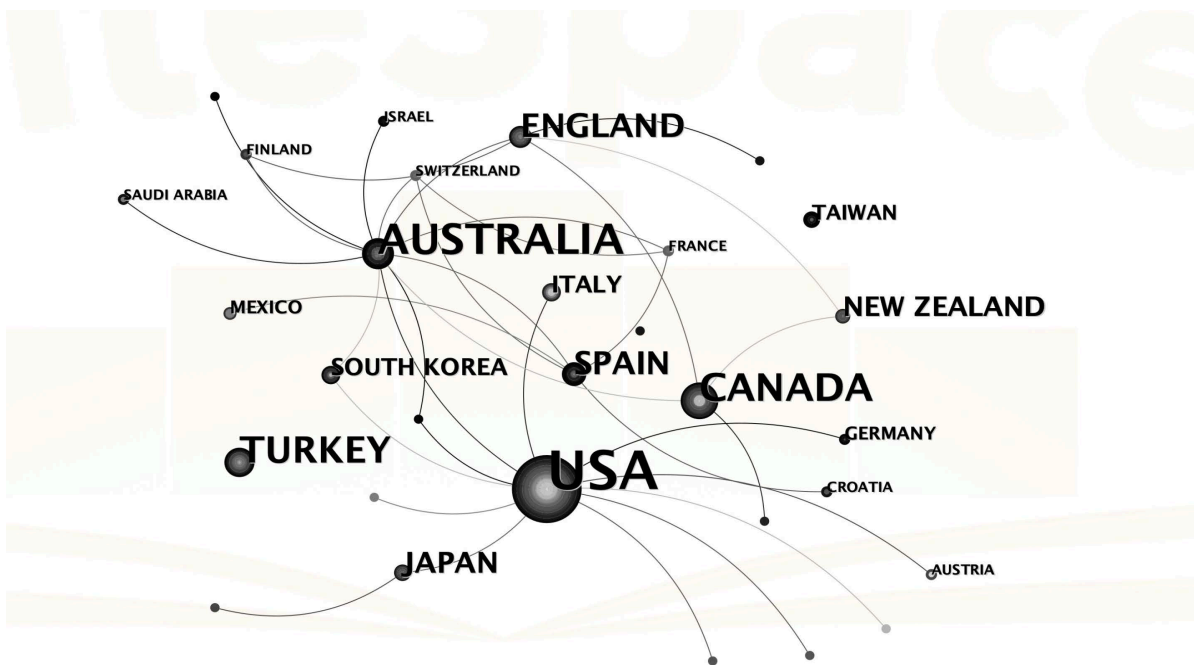 iteSpace
ISRAEL
ENGLAND
FINLAND
SWITZERLAND
SAUDI ARABIA
TAIWAN
AUSTRALIA
FRANCE
ITALY
MEXICO
NEW ZEALAND
SOUTH KOREA
SPAIN
CANADA
GERMANY
TURKEY
USA
CROATIA
JAPAN
AUSTRIA